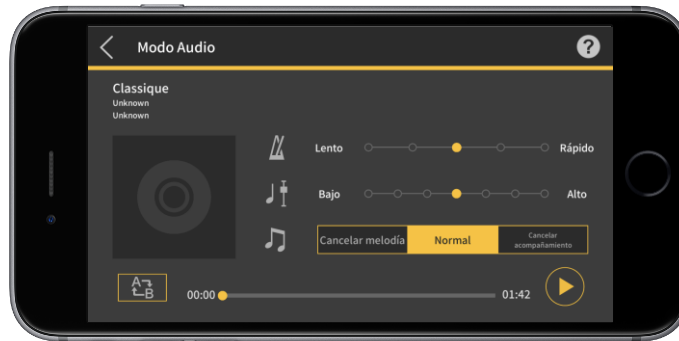 Modo Audio
?
Classique
Unknown
Unknown
Lento
Rápido
Bajo
Alto
Cancelar melodía
Normal
Cancelar
acompañamiento
A
B
00:00
01:42